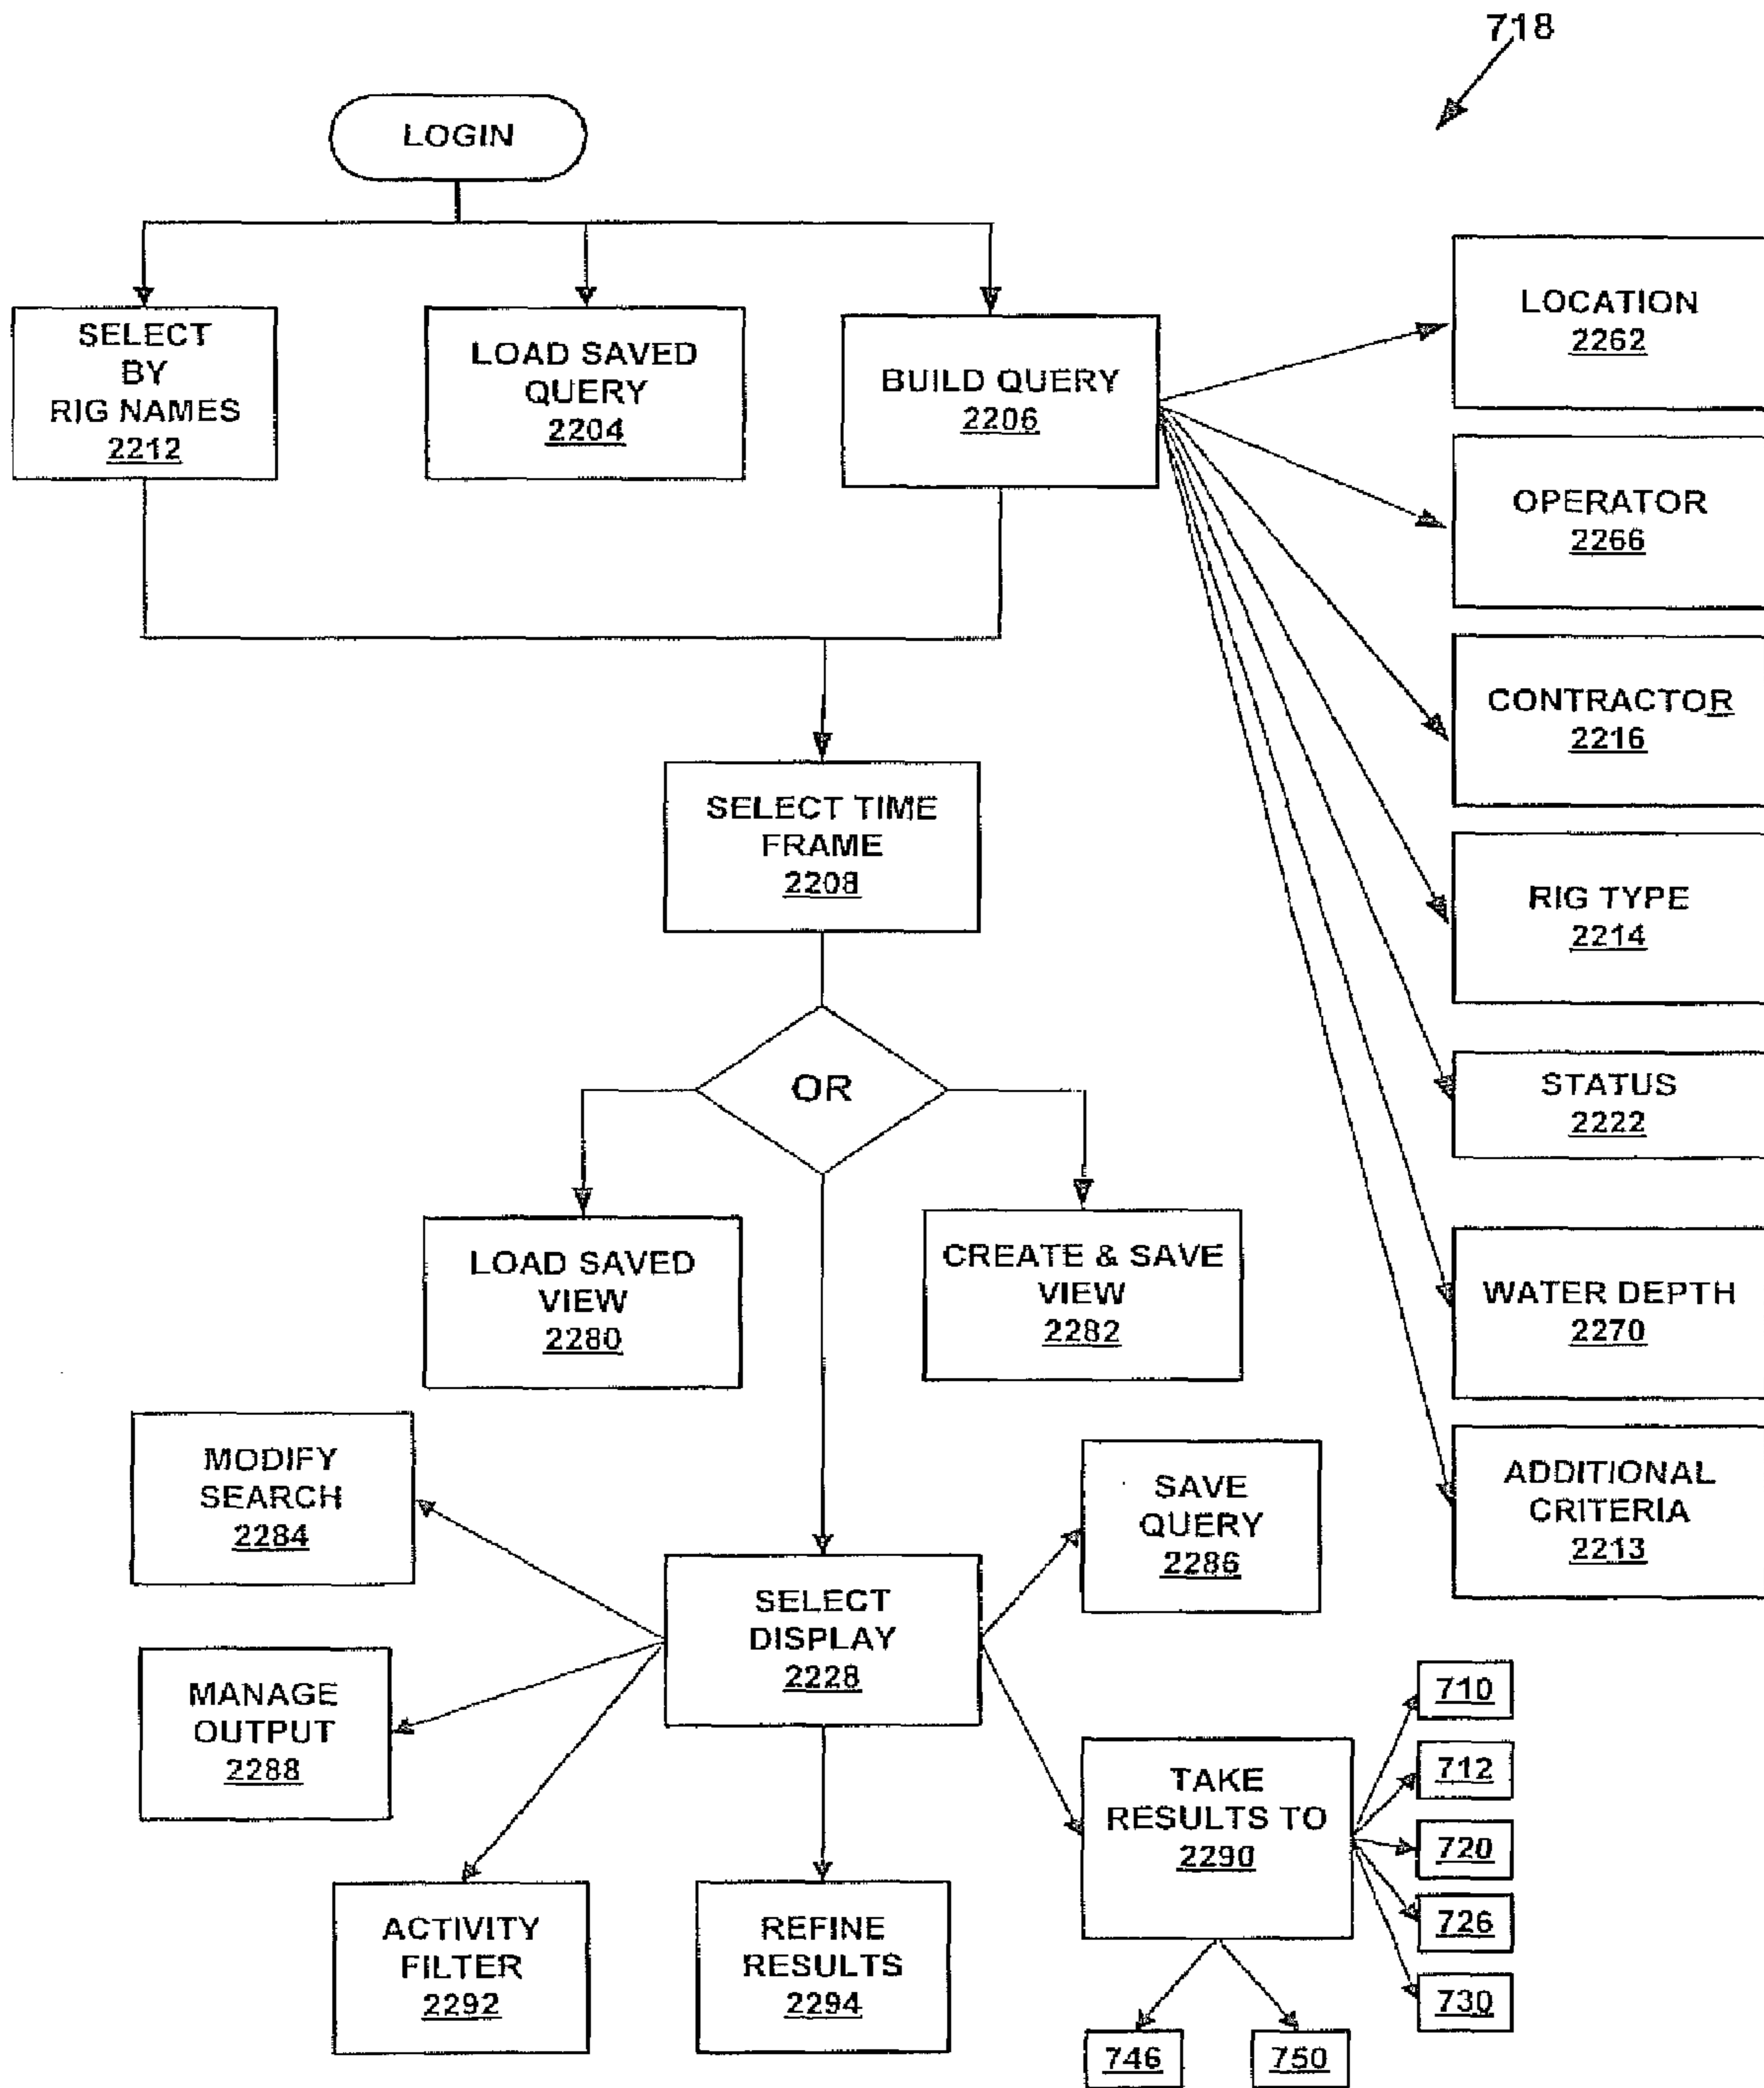 718
LOGIN
SELECT
BY
RIG NAMES
2212
LOAD SAVED
QUERY
2204
BUILD QUERY
2206
LOCATION
2262
OPERATOR
2266
CONTRACTOR
2216
RIG TYPE
2214
STATUS
2222
WATER DEPTH
2270
ADDITIONAL
CRITERIA
2213
SELECT TIME
FRAME
2208
OR
LOAD SAVED
VIEW
2280
CREATE & SAVE
VIEW
2282
MODIFY
SEARCH
2284
SAVE
QUERY
2286
SELECT
DISPLAY
2228
MANAGE
OUTPUT
2288
TAKE
RESULTS TO
2290
710
712
720
726
730
ACTIVITY
FILTER
2292
REFINE
RESULTS
2294
746
750